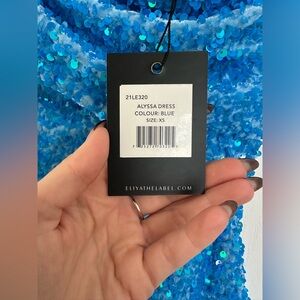 21LE320
ALYSSA DRESS
COLOUR: BLUE
SIZE: XS
ELIYATHELABEL.COM